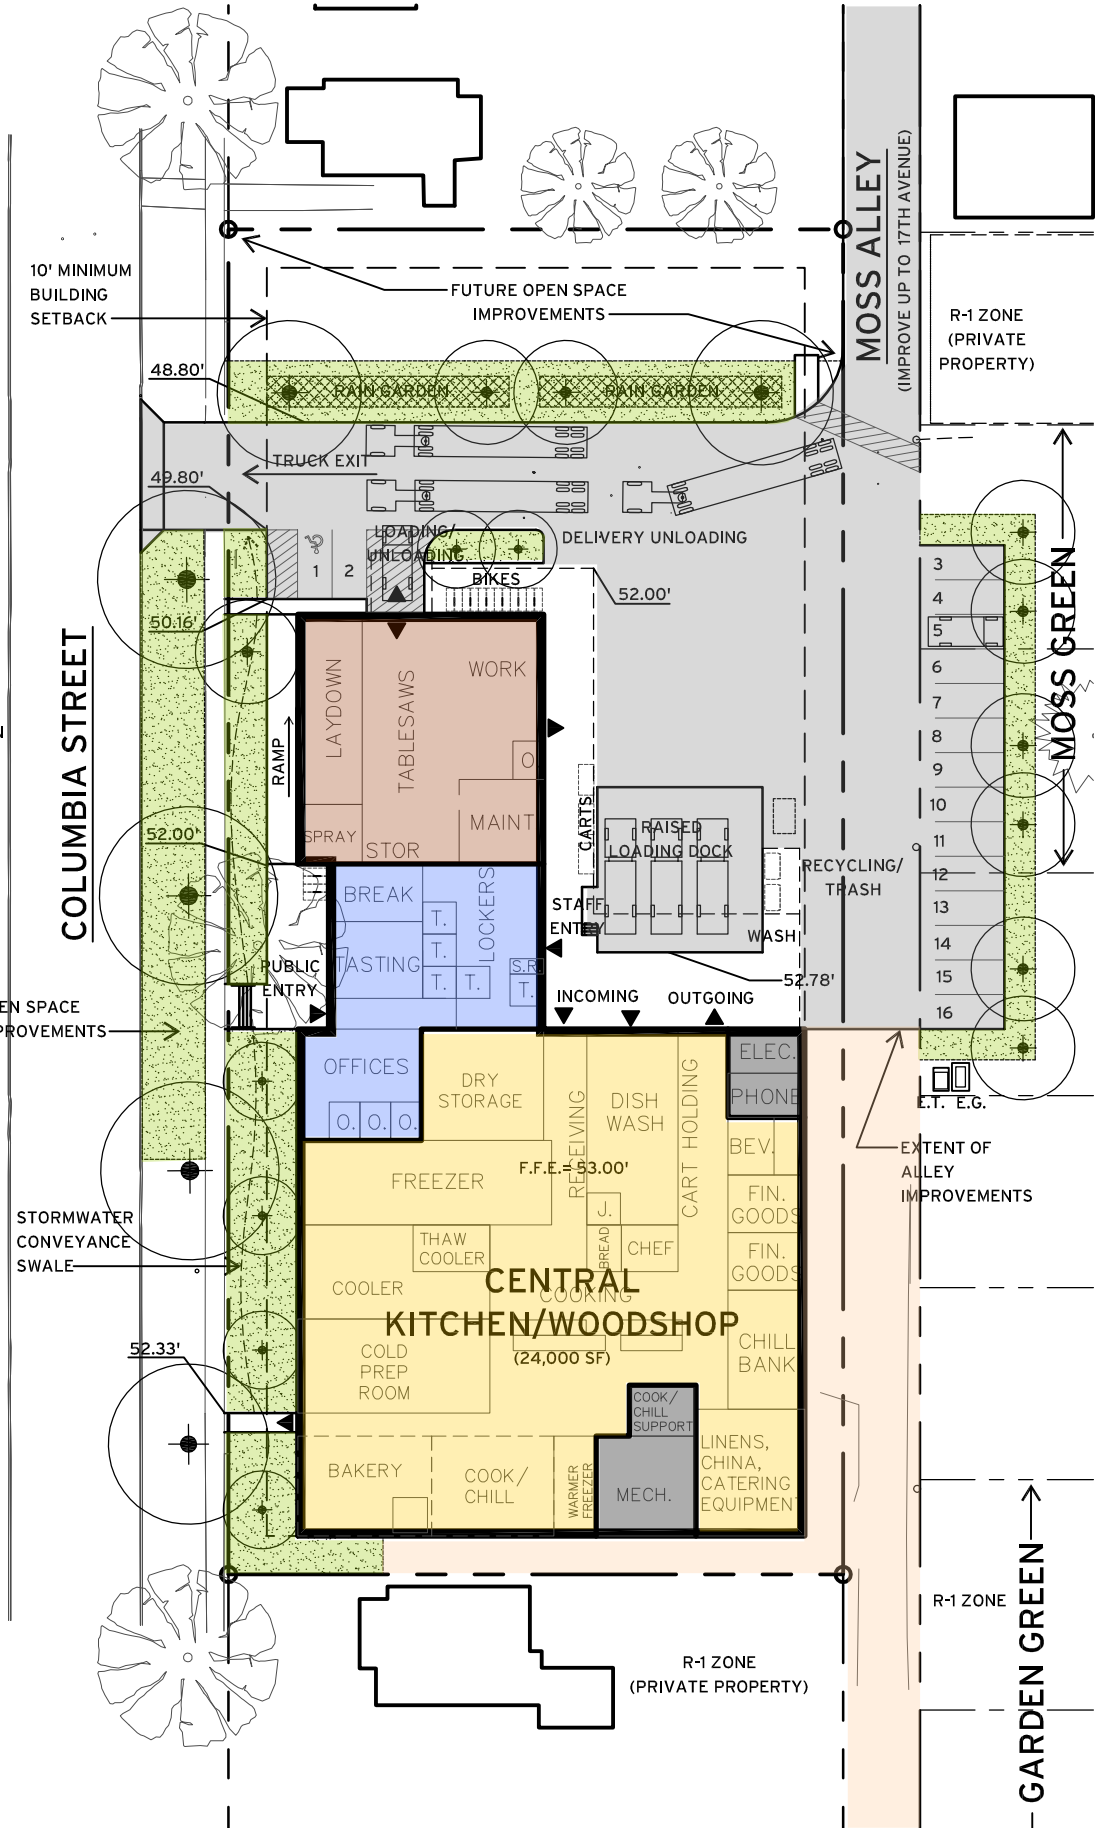 MOSS ALLEY
(IMPROVE UP TO 17TH AVENUE)
10' MINIMUM
BUILDING
SETBACK
FUTURE OPEN SPACE
IMPROVEMENTS
R-1 ZONE
(PRIVATE
PROPERTY)
48.80'
RAIN GARDEN
RAIN GARDEN
TRUCK EXIT
49.80'
LOADING/
UNLOADING
DELIVERY UNLOADING
1
2
BIKES
52.00'
50.16'
3
4
5
6
7
8
9
10
11
12
13
14
15
16
MOSS GREEN
COLUMBIA STREET
RAMP
LAYDOWN
TABLESAWS
WORK
O
MAINT
SPRAY
STOR
52.00'
CARTS
RAISED
LOADING DOCK
RECYCLING/
TRASH
BREAK
LOCKERS
T.
T.
T.
T.
TASTING
S.R.
T.
STAFF
ENTRY
WASH
52.78'
PUBLIC
ENTRY
INCOMING
OUTGOING
EN SPACE
PROVEMENTS
OFFICES
O.
O.
O.
DRY
STORAGE
RECEIVING
DISH
WASH
CART HOLDING
ELEC.
PHONE
E.T.
E.G.
BEV.
EXTENT OF
ALLEY
IMPROVEMENTS
F.F.E.= 53.00'
FREEZER
J.
FIN.
GOODS
STORMWATER
CONVEYANCE
SWALE
THAW
COOLER
BREAD
CHEF
FIN.
GOODS
COOLER
COOKING
CENTRAL
KITCHEN/WOODSHOP
(24,000 SF)
52.33'
COLD
PREP
ROOM
CHILL
BANK
COOK/
CHILL
SUPPORT
BAKERY
COOK/
CHILL
WARMER
FREEZER
MECH.
LINENS,
CHINA,
CATERING
EQUIPMENT
R-1 ZONE
GARDEN GREEN
R-1 ZONE
(PRIVATE PROPERTY)